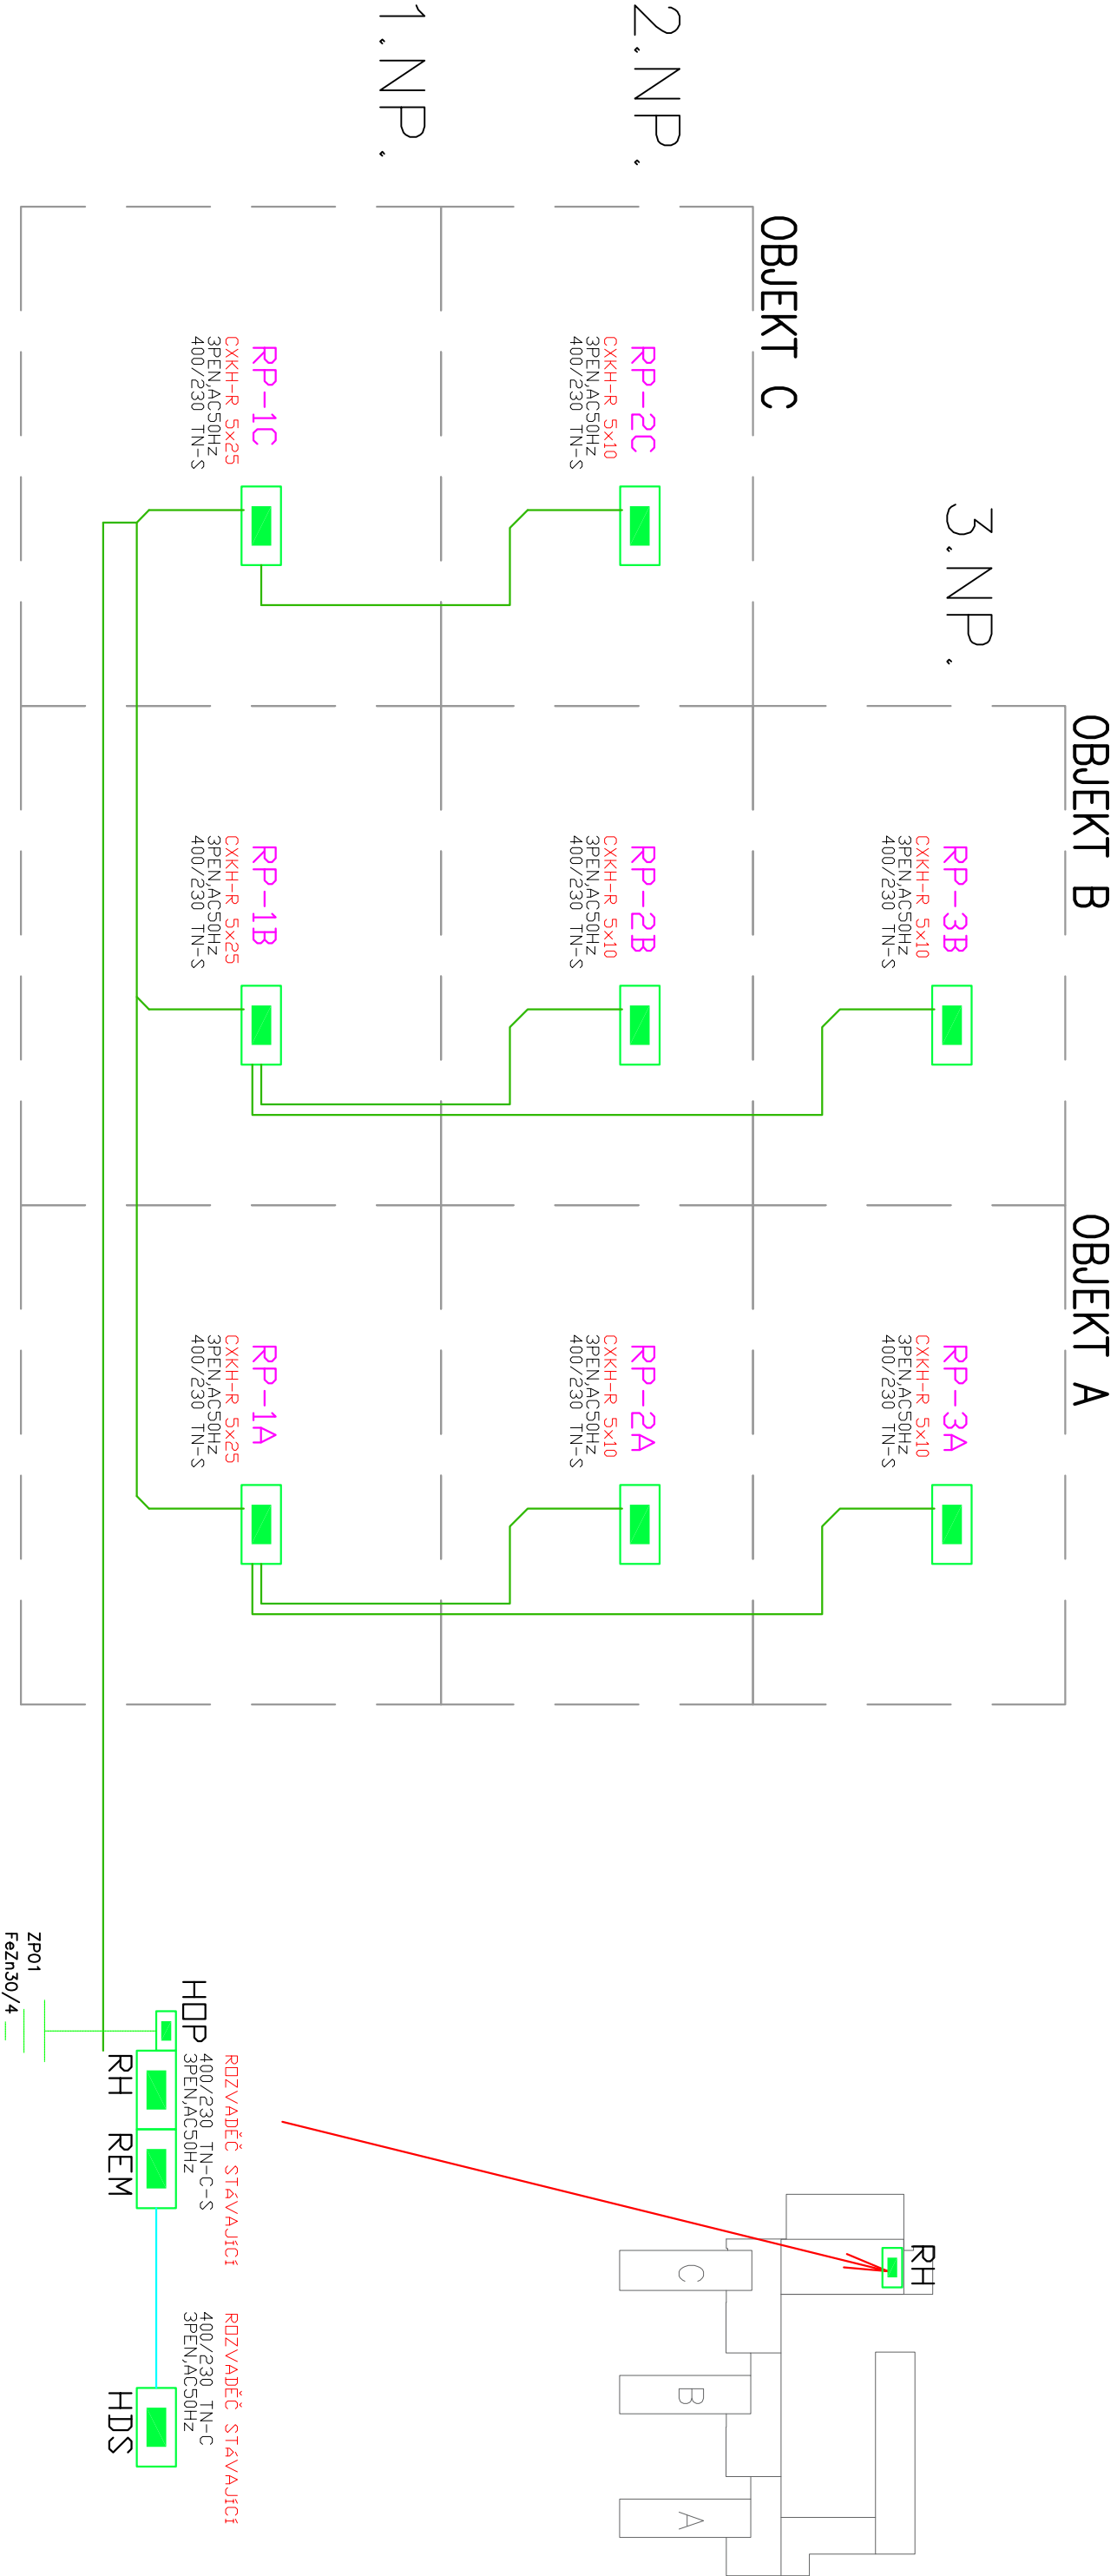 OBJEKT B
OBJEKT A
3.NP.
RP-3B
CXKH-R 5x10
3PEN,AC50Hz
400/230 TN-S
RP-3A
CXKH-R 5x10
3PEN,AC50Hz
400/230 TN-S
OBJEKT C
2.NP.
RP-2C
CXKH-R 5x10
3PEN,AC50Hz
400/230 TN-S
RP-2B
CXKH-R 5x10
3PEN,AC50Hz
400/230 TN-S
RP-2A
CXKH-R 5x10
3PEN,AC50Hz
400/230 TN-S
1.NP.
RP-1C
CXKH-R 5x25
3PEN,AC50Hz
400/230 TN-S
RP-1B
CXKH-R 5x25
3PEN,AC50Hz
400/230 TN-S
RP-1A
CXKH-R 5x25
3PEN,AC50Hz
400/230 TN-S
RH
C
B
A
ROZVADĚČ STÁVAJÍCÍ
400/230 TN-C-S
3PEN,AC50Hz
ROZVADĚČ STÁVAJÍCÍ
400/230 TN-C
3PEN,AC50Hz
HOP
RH
REM
HDS
ZP01
FeZn30/4